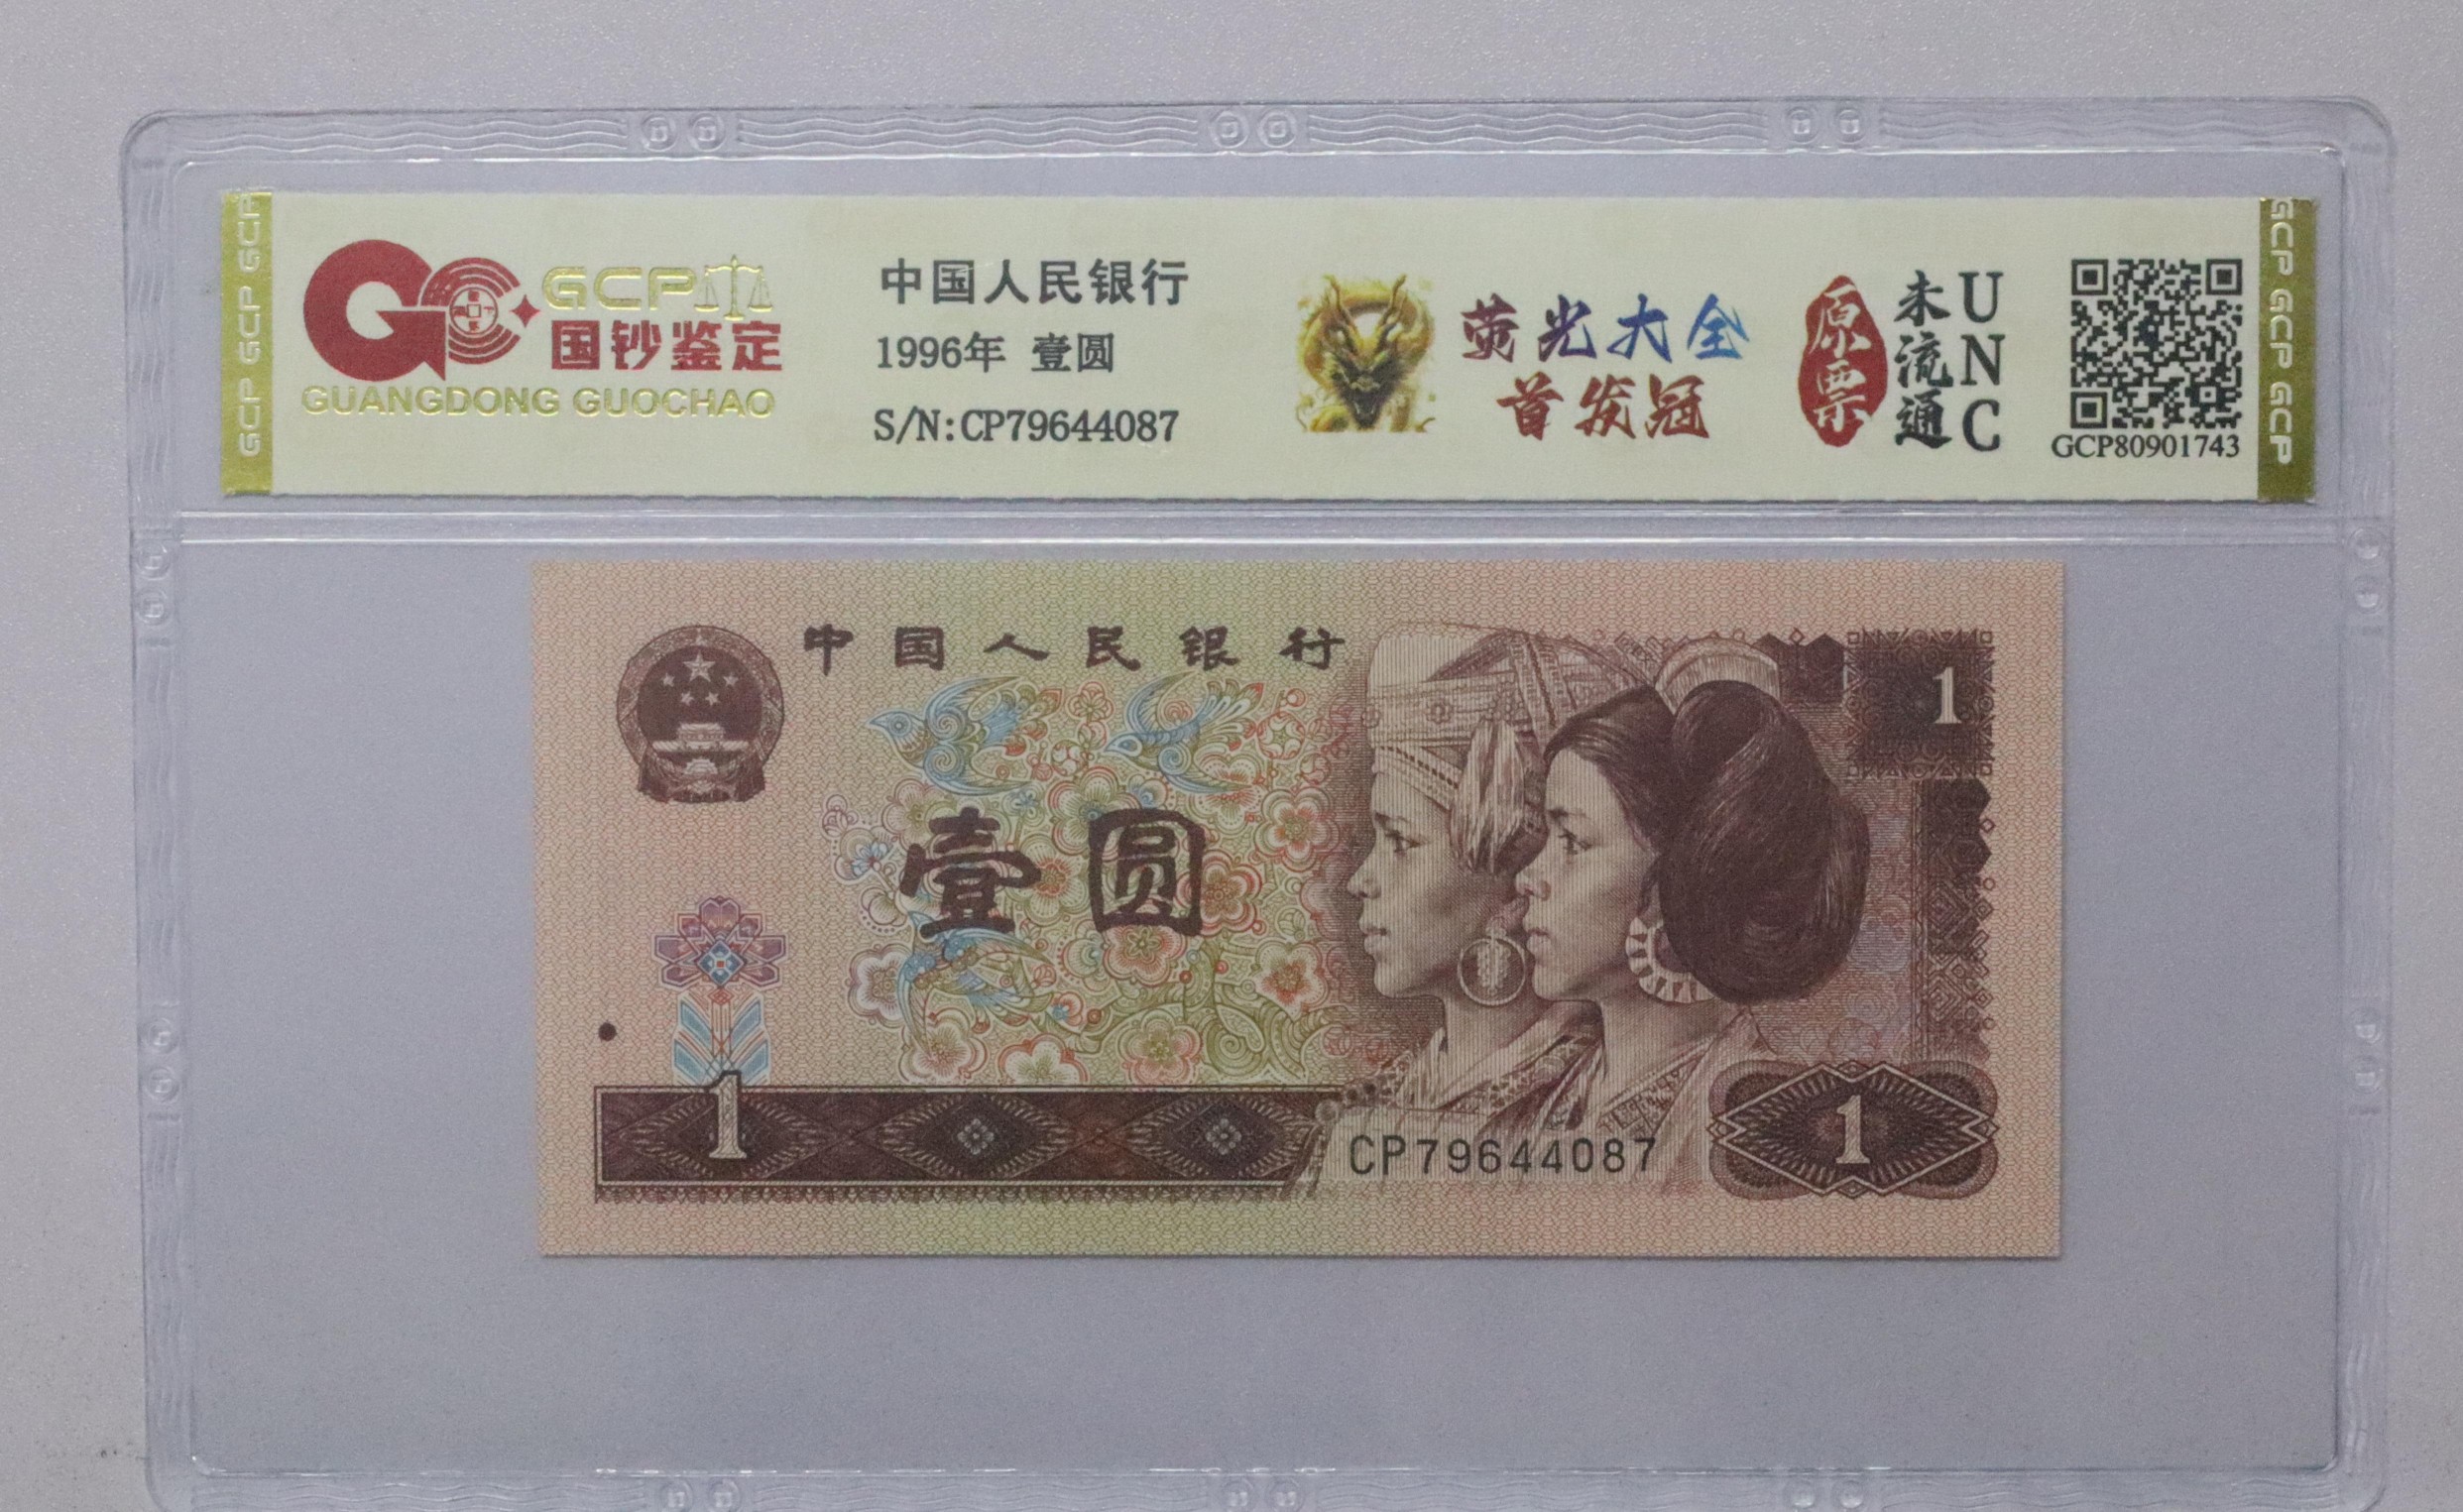 GCP GCP GCP
GCP
国钞鉴定
GUANGDONG GUOCHAO
中国人民银行
1996年 壹圆
S/N:CP79644087
荧光大全
首发冠
原票
未流通
UNC
GCP80901743
GCP GCP GCP
中国人民银行
1
壹圆
1
CP79644087
1